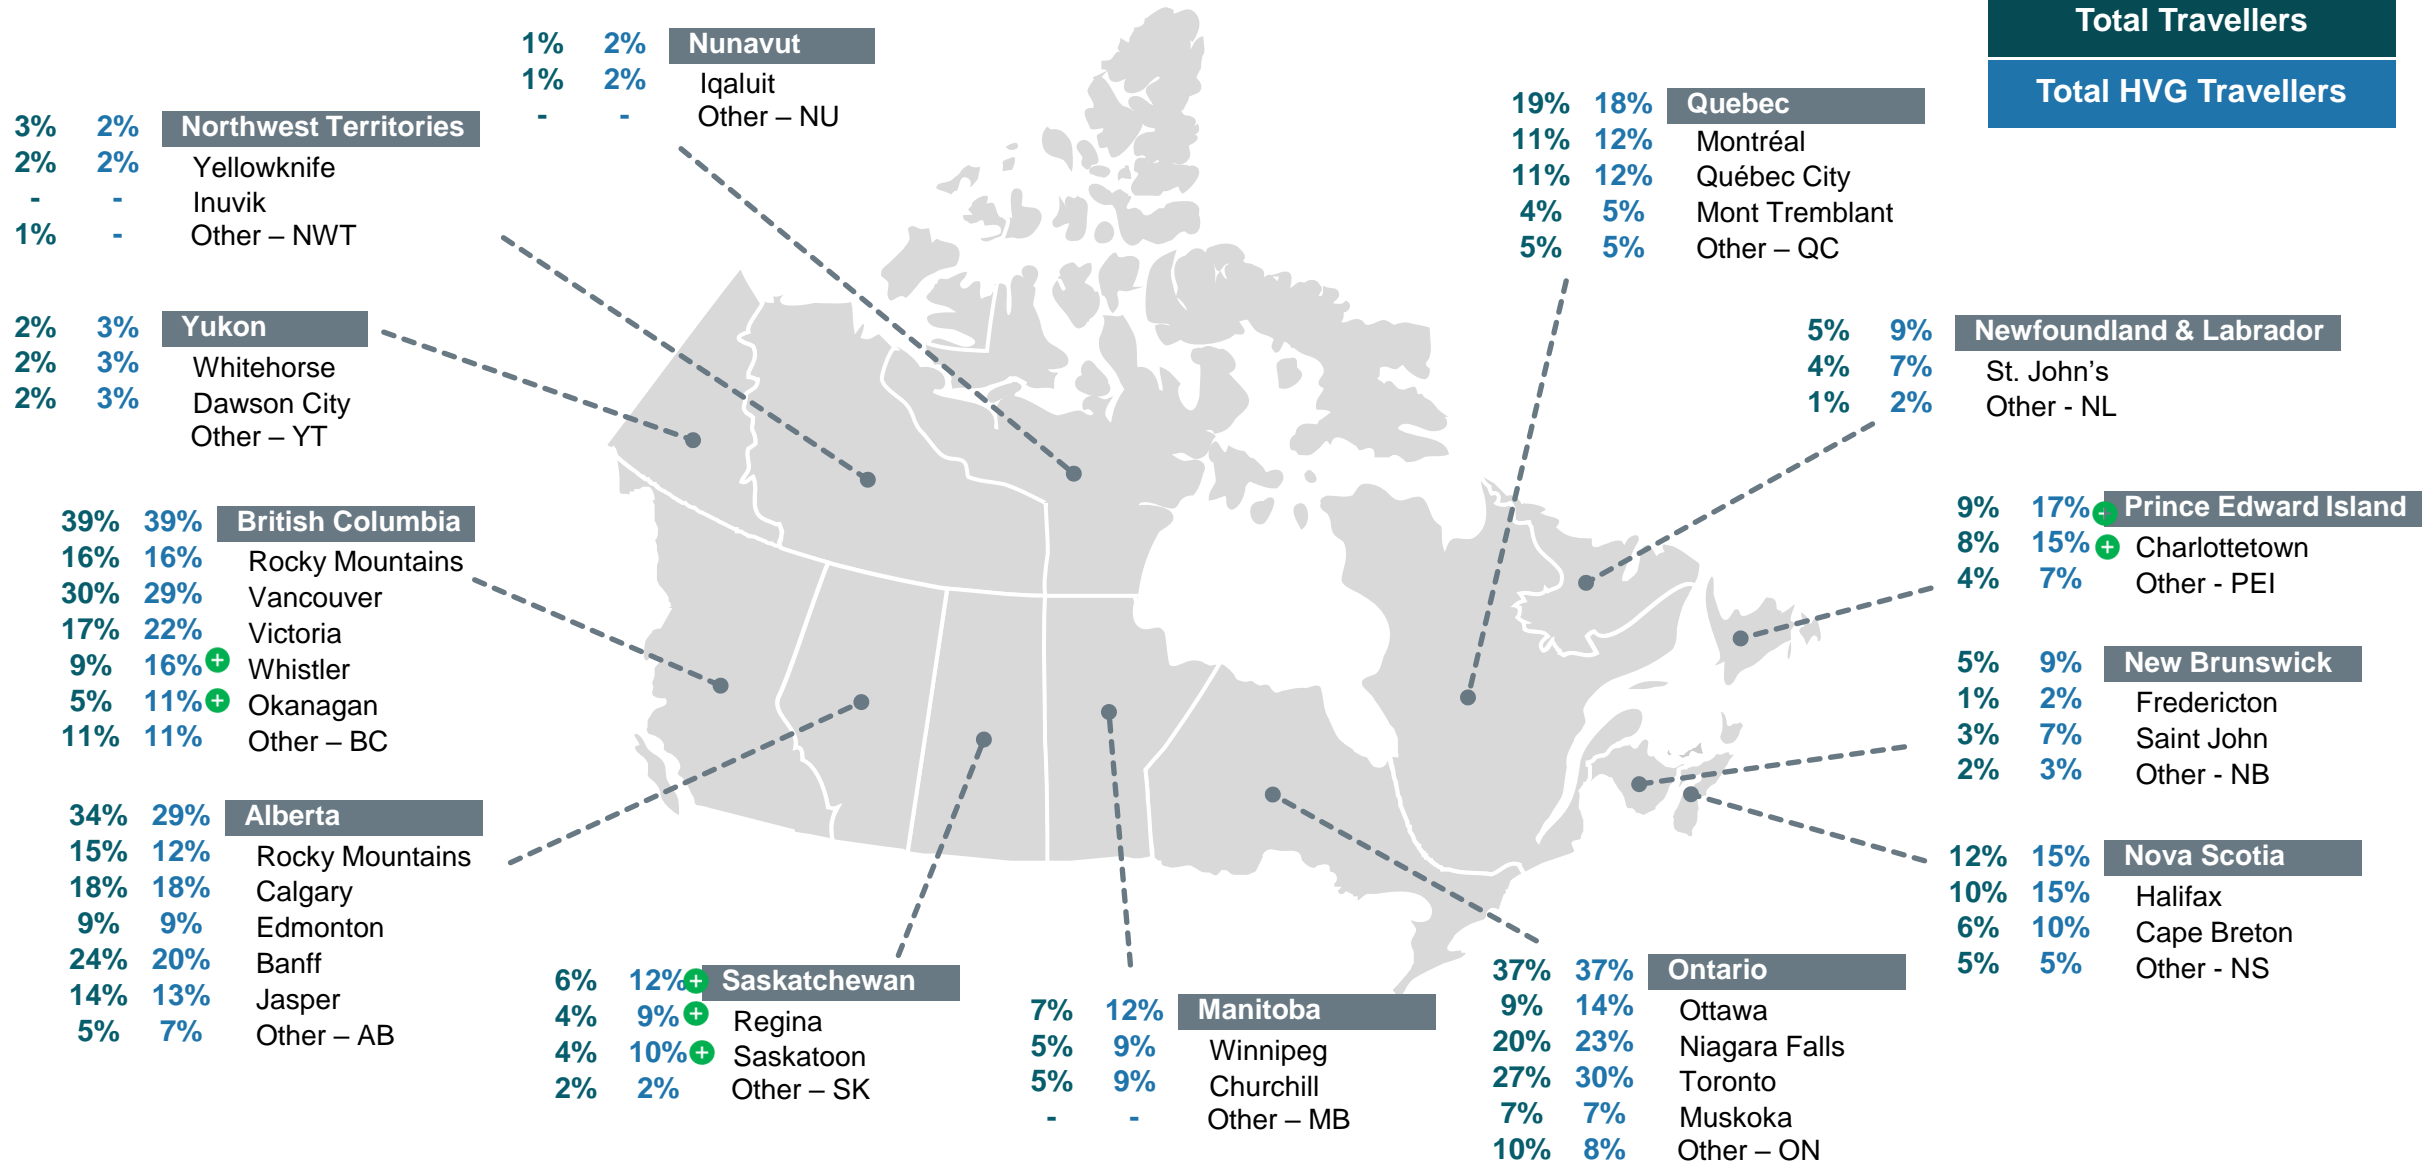 Total Travellers
Total HVG Travellers
1% 2% Nunavut
1% 2% Iqaluit
- - Other – NU
3% 2% Northwest Territories
2% 2% Yellowknife
- - Inuvik
1% - Other – NWT
2% 3% Yukon
2% 3% Whitehorse
2% 3% Dawson City
Other – YT
39% 39% British Columbia
16% 16% Rocky Mountains
30% 29% Vancouver
17% 22% Victoria
9% 16% + Whistler
5% 11% + Okanagan
11% 11% Other – BC
34% 29% Alberta
15% 12% Rocky Mountains
18% 18% Calgary
9% 9% Edmonton
24% 20% Banff
14% 13% Jasper
5% 7% Other – AB
6% 12% + Saskatchewan
4% 9% + Regina
4% 10% + Saskatoon
2% 2% Other – SK
7% 12% Manitoba
5% 9% Winnipeg
5% 9% Churchill
- - Other – MB
37% 37% Ontario
9% 14% Ottawa
20% 23% Niagara Falls
27% 30% Toronto
7% 7% Muskoka
10% 8% Other – ON
19% 18% Quebec
11% 12% Montréal
11% 12% Québec City
4% 5% Mont Tremblant
5% 5% Other – QC
5% 9% Newfoundland & Labrador
4% 7% St. John’s
1% 2% Other - NL
9% 17% + Prince Edward Island
8% 15% + Charlottetown
4% 7% Other - PEI
5% 9% New Brunswick
1% 2% Fredericton
3% 7% Saint John
2% 3% Other - NB
12% 15% Nova Scotia
10% 15% Halifax
6% 10% Cape Breton
5% 5% Other - NS